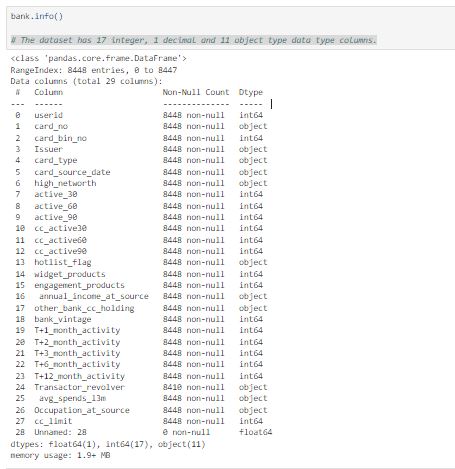 bank.info()
# The dataset has 17 integer, 1 decimal and 11 object type data type columns.
<class 'pandas.core.frame.DataFrame'>
RangeIndex: 8448 entries, 0 to 8447
Data columns (total 29 columns):
 #   Column                    Non-Null Count  Dtype
---  ------                    --------------  -----
 0   userid                    8448 non-null   int64
 1   card_no                   8448 non-null   object
 2   card_bin_no               8448 non-null   int64
 3   Issuer                    8448 non-null   object
 4   card_type                 8448 non-null   object
 5   card_source_date          8448 non-null   object
 6   high_networth             8448 non-null   object
 7   active_30                 8448 non-null   int64
 8   active_60                 8448 non-null   int64
 9   active_90                 8448 non-null   int64
 10  cc_active30               8448 non-null   int64
 11  cc_active60               8448 non-null   int64
 12  cc_active90               8448 non-null   int64
 13  hotlist_flag              8448 non-null   object
 14  widget_products           8448 non-null   int64
 15  engagement_products       8448 non-null   int64
 16   annual_income_at_source  8448 non-null   object
 17  other_bank_cc_holding     8448 non-null   object
 18  bank_vintage              8448 non-null   int64
 19  T+1_month_activity        8448 non-null   int64
 20  T+2_month_activity        8448 non-null   int64
 21  T+3_month_activity        8448 non-null   int64
 22  T+6_month_activity        8448 non-null   int64
 23  T+12_month_activity       8448 non-null   int64
 24  Transactor_revolver       8410 non-null   object
 25   avg_spends_l3m           8448 non-null   object
 26  Occupation_at_source      8448 non-null   object
 27  cc_limit                  8448 non-null   int64
 28  Unnamed: 28               0 non-null      float64
dtypes: float64(1), int64(17), object(11)
memory usage: 1.9+ MB